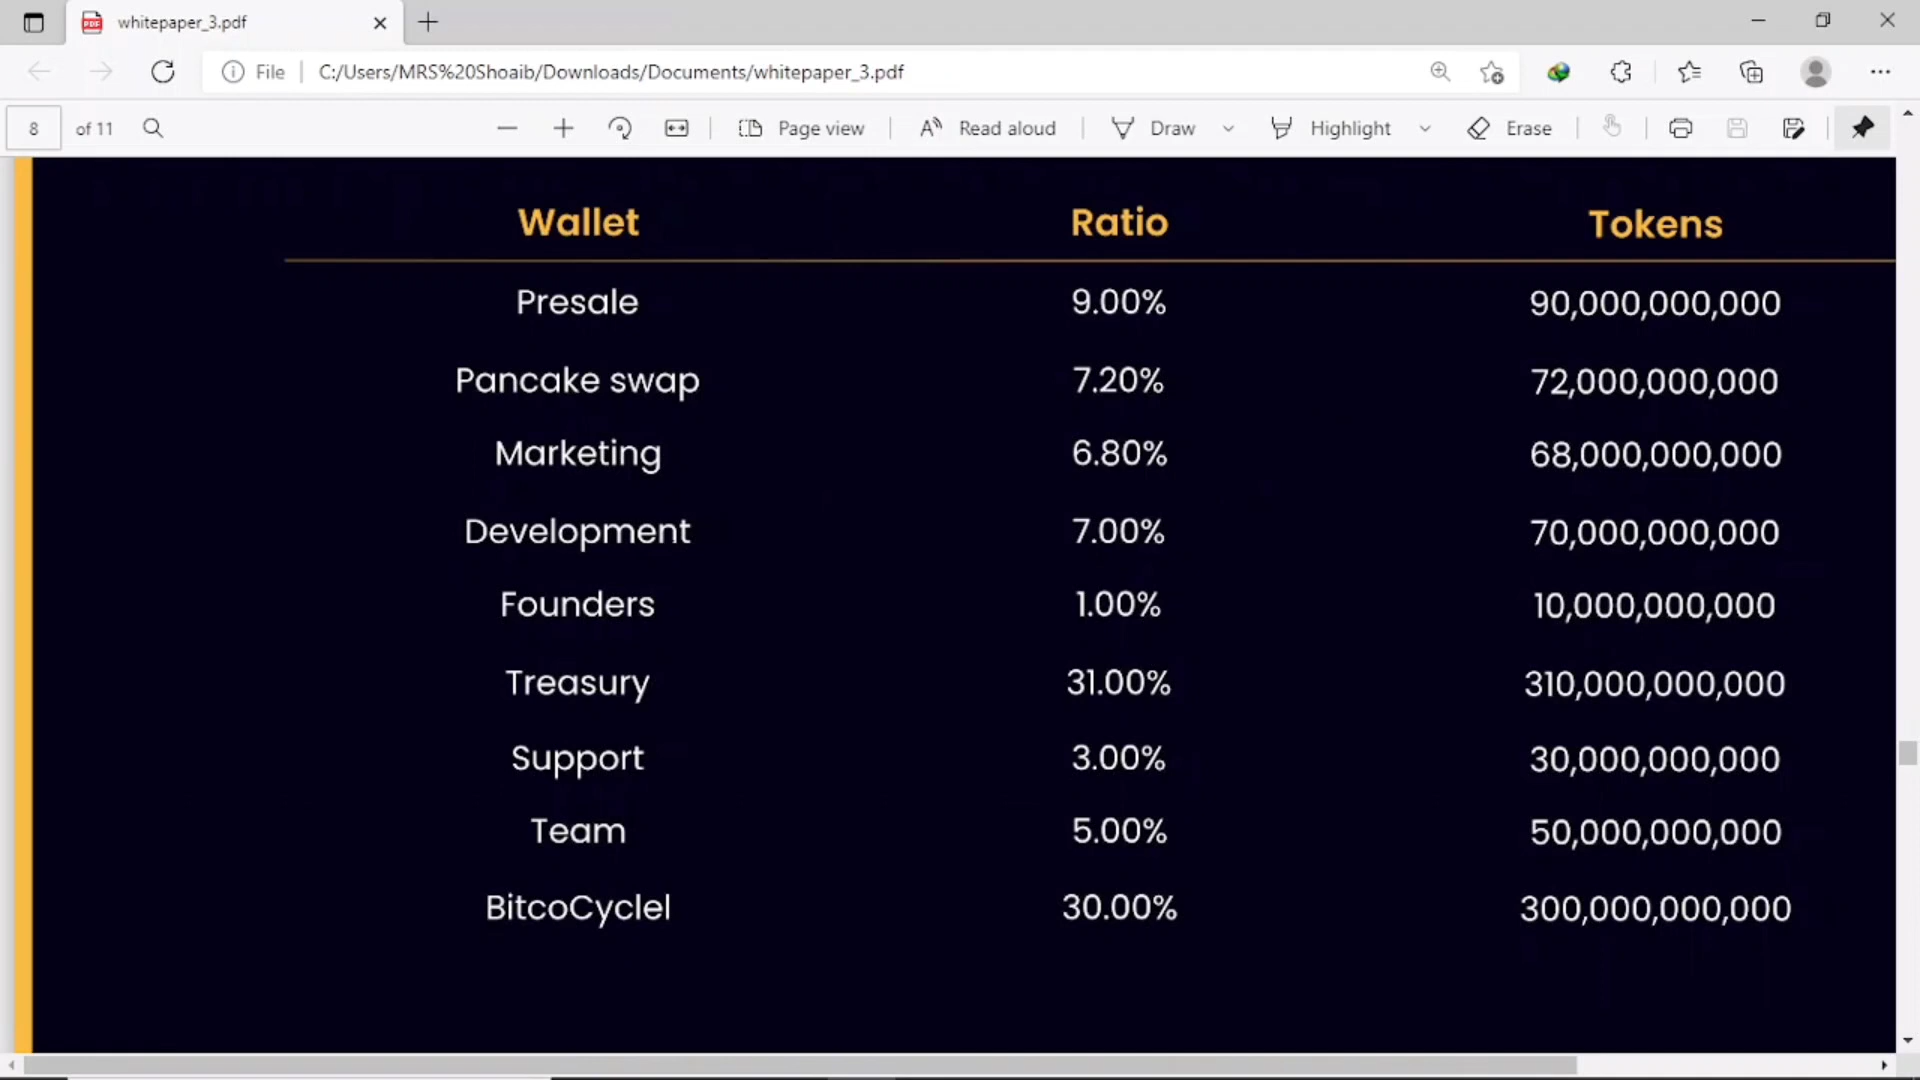 whitepaper_3.pdf
File C:/Users/MRS%20Shoaib/Downloads/Documents/whitepaper_3.pdf
8 of 11 Page view Read aloud Draw Highlight Erase
Wallet Ratio Tokens
Presale 9.00% 90,000,000,000
Pancake swap 7.20% 72,000,000,000
Marketing 6.80% 68,000,000,000
Development 7.00% 70,000,000,000
Founders 1.00% 10,000,000,000
Treasury 31.00% 310,000,000,000
Support 3.00% 30,000,000,000
Team 5.00% 50,000,000,000
BitcoCyclel 30.00% 300,000,000,000